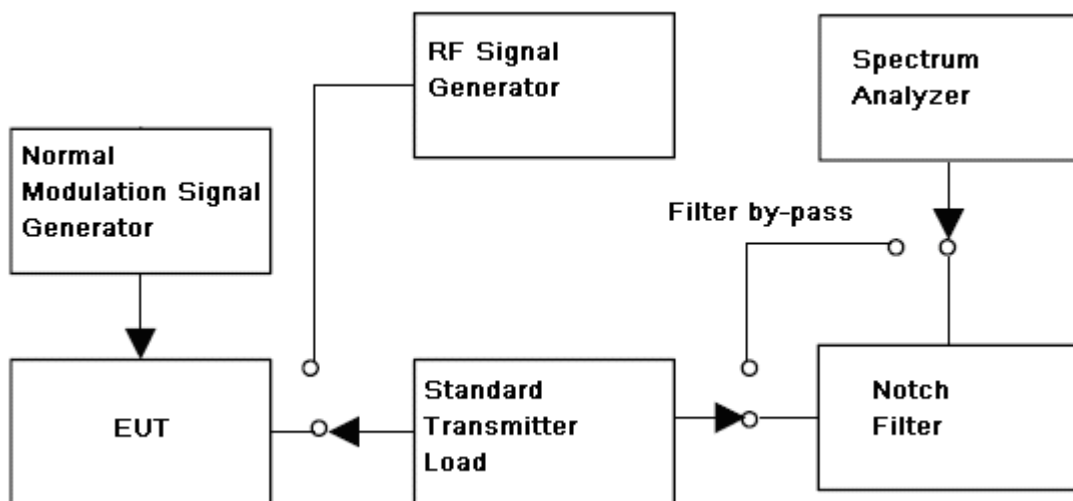 RF Signal
Generator
Spectrum
Analyzer
Normal
Modulation Signal
Generator
Filter by-pass
EUT
Standard
Transmitter
Load
Notch
Filter